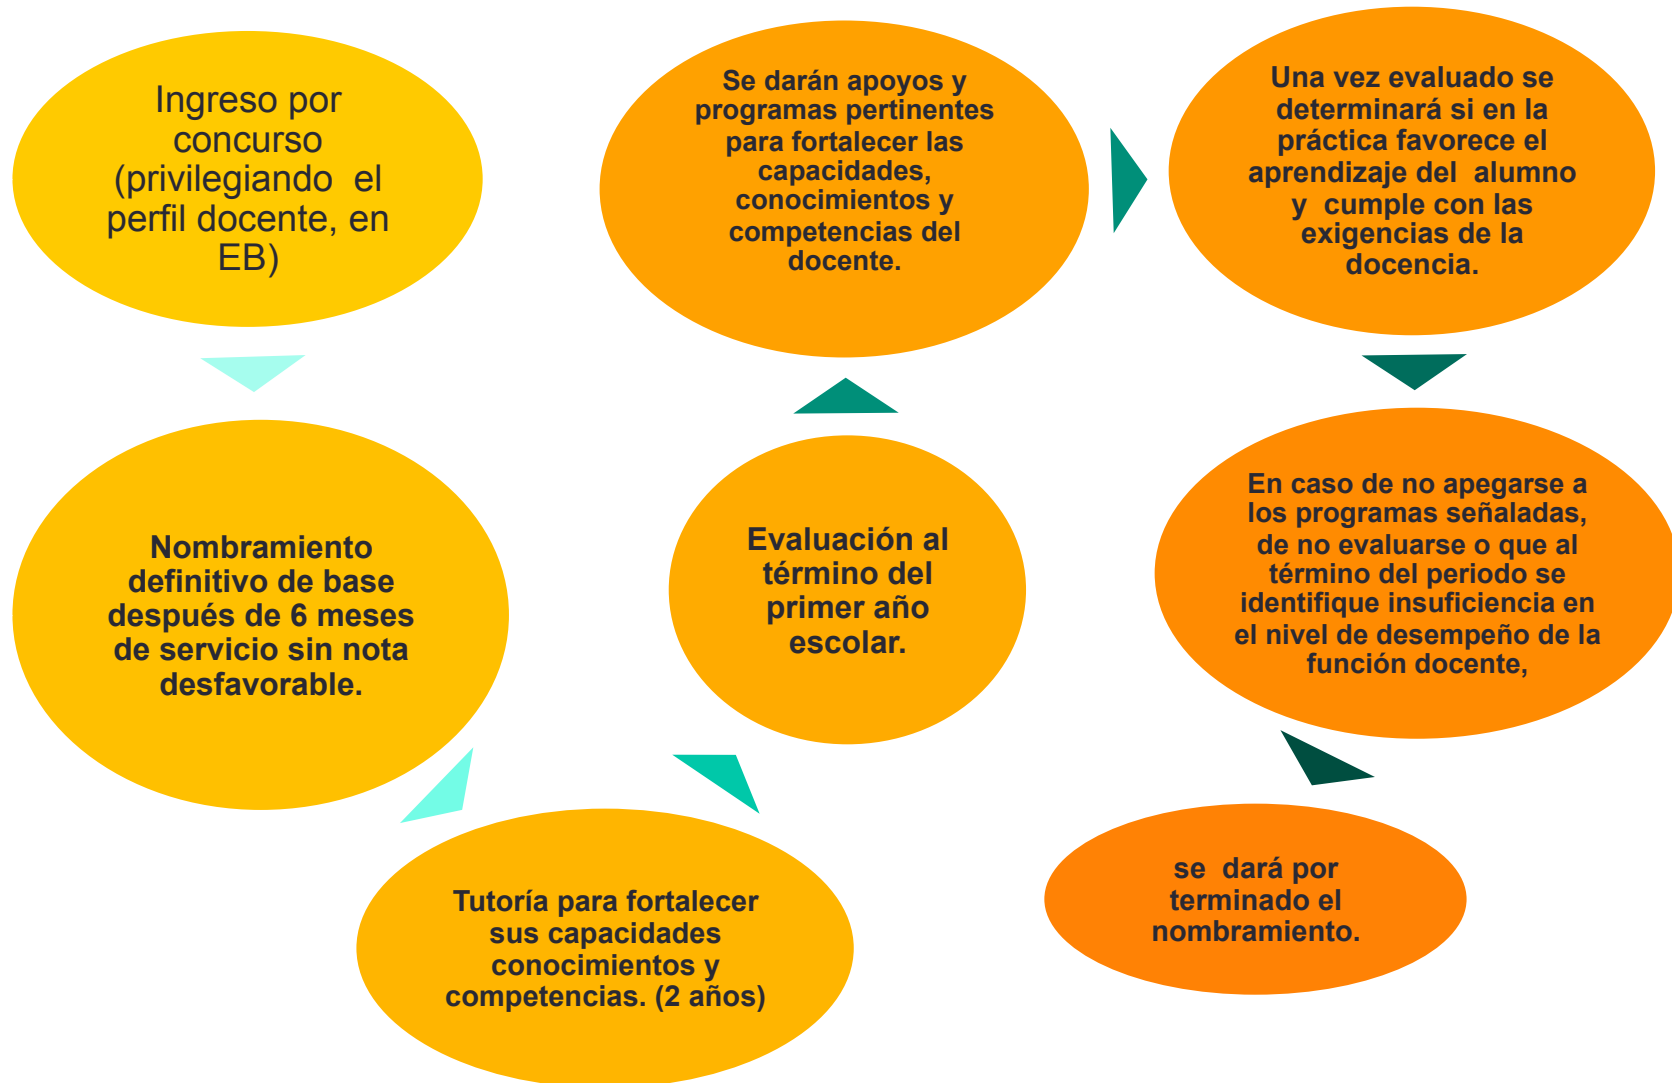 Ingreso por
concurso
(privilegiando el
perfil docente, en
EB)
Nombramiento
definitivo de base
después de 6 meses
de servicio sin nota
desfavorable.
Tutoría para fortalecer
sus capacidades
conocimientos y
competencias. (2 años)
Evaluación al
término del
primer año
escolar.
Se darán apoyos y
programas pertinentes
para fortalecer las
capacidades,
conocimientos y
competencias del
docente.
Una vez evaluado se
determinará si en la
práctica favorece el
aprendizaje del alumno
y cumple con las
exigencias de la
docencia.
En caso de no apegarse a
los programas señaladas,
de no evaluarse o que al
término del periodo se
identifique insuficiencia en
el nivel de desempeño de la
función docente,
se dará por
terminado el
nombramiento.